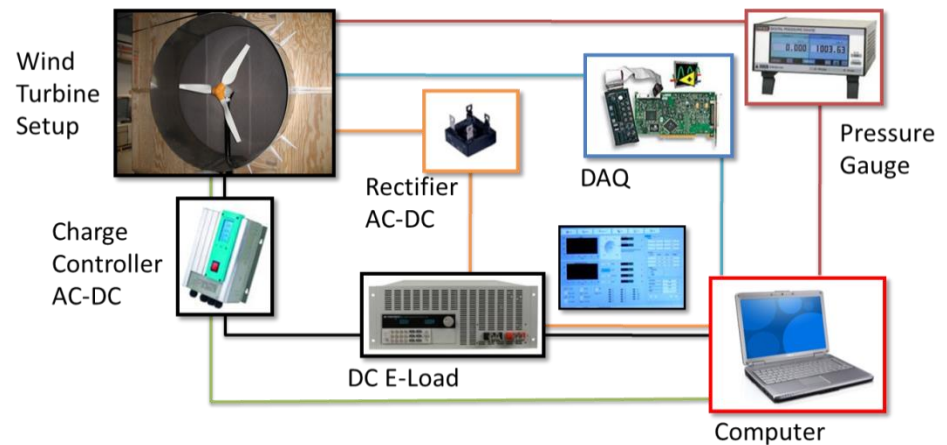 Wind
Turbine
Setup
0.000 1003.63
Pressure
Gauge
Rectifier
AC-DC
DAQ
Charge
Controller
AC-DC
DC E-Load
Computer